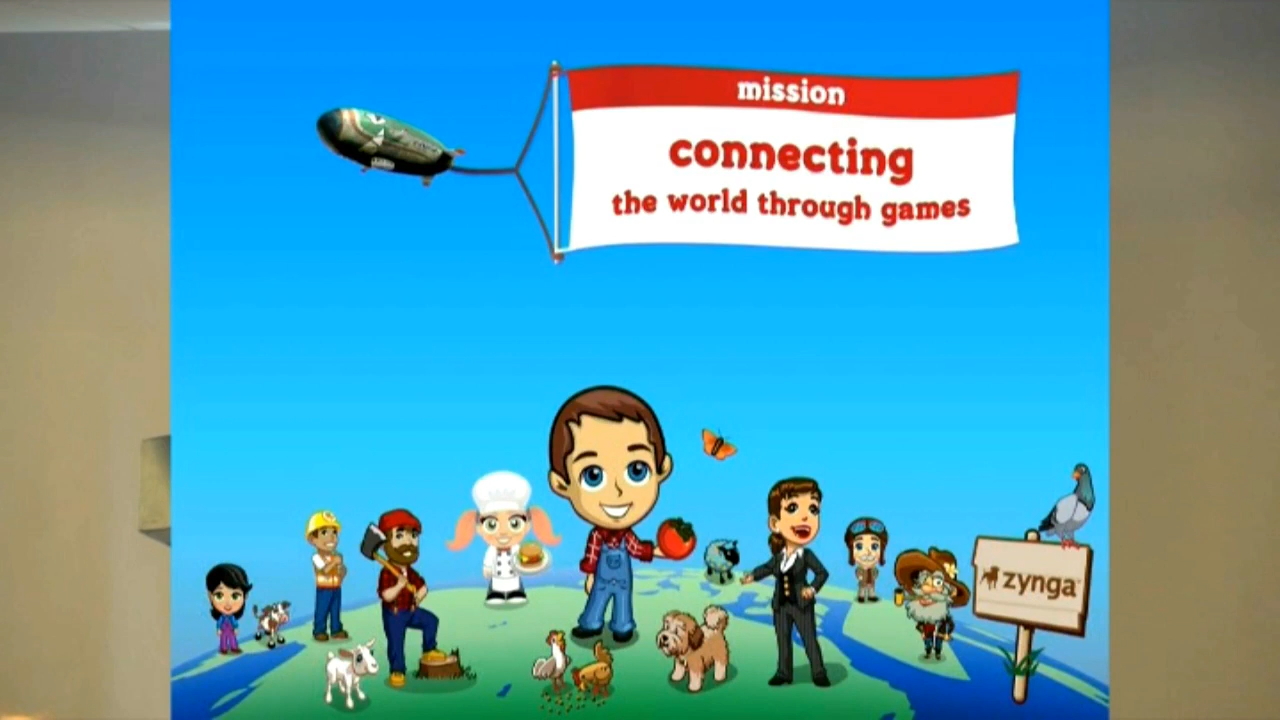 mission
connecting
the world through games
zynga